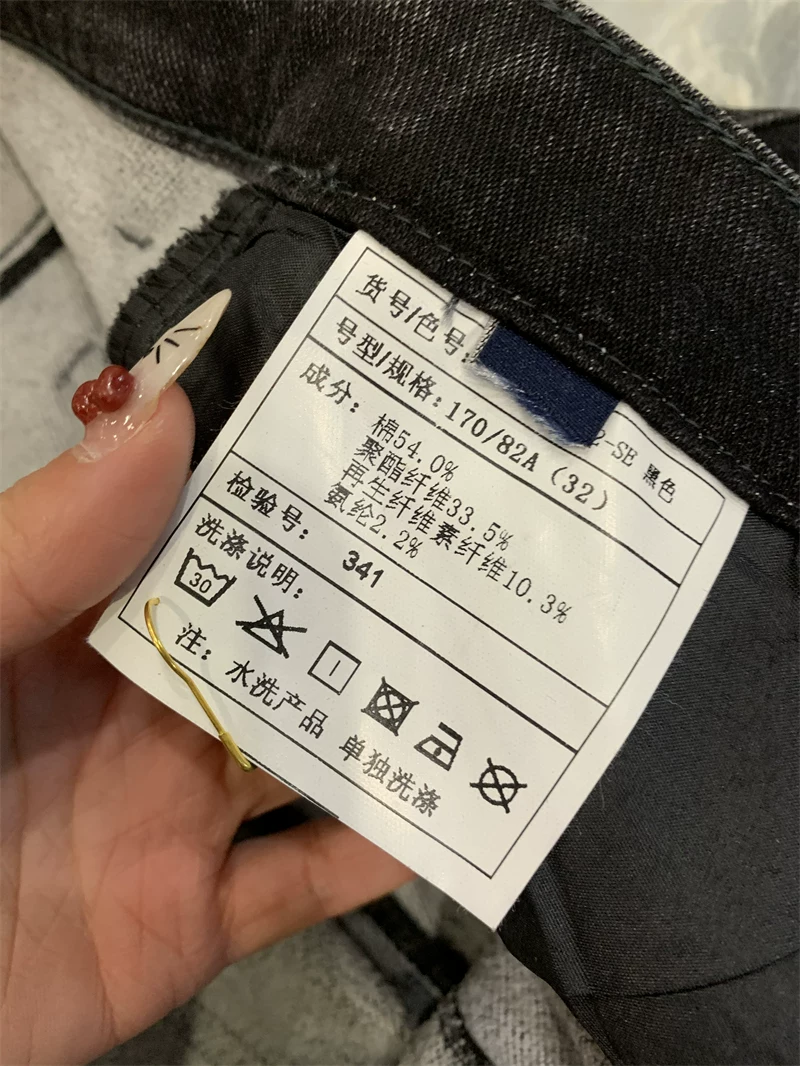 货号/色号: 2-SE 黑色
号型/规格:170/82A (32)
成分: 棉54.0%
聚酯纤维33.5%
再生纤维素纤维10.3%
氨纶2.2%
检验号: 341
洗涤说明:
30
注: 水洗产品 单独洗涤